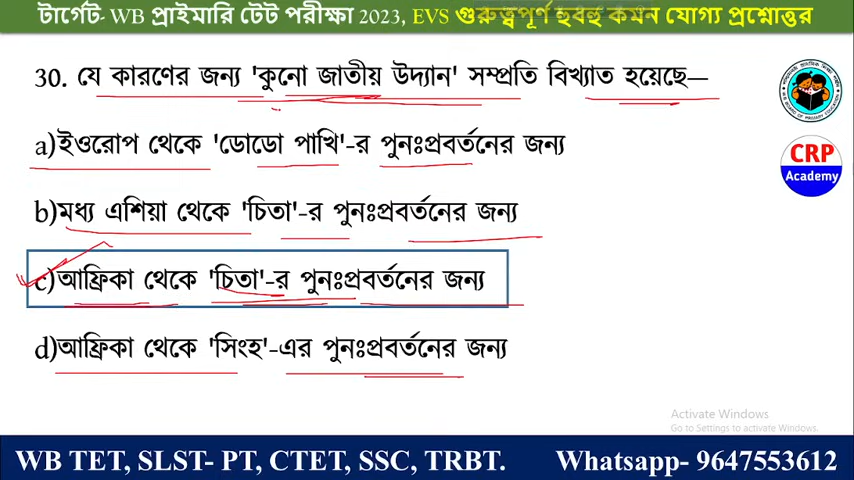 টার্গেট- WB প্রাইমারি টেট পরীক্ষা 2023, EVS গুরুত্বপূর্ণ হুবহু কমন যোগ্য প্রশ্নোত্তর
30. যে কারণের জন্য 'কুনো জাতীয় উদ্যান' সম্প্রতি বিখ্যাত হয়েছে—
a)ইওরোপ থেকে 'ডোডো পাখি'-র পুনঃপ্রবর্তনের জন্য
CRP
Academy
b)মধ্য এশিয়া থেকে 'চিতা'-র পুনঃপ্রবর্তনের জন্য
c)আফ্রিকা থেকে 'চিতা'-র পুনঃপ্রবর্তনের জন্য
d)আফ্রিকা থেকে 'সিংহ'-এর পুনঃপ্রবর্তনের জন্য
Activate Windows
Go to Settings to activate Windows.
WB TET, SLST- PT, CTET, SSC, TRBT. Whatsapp- 9647553612